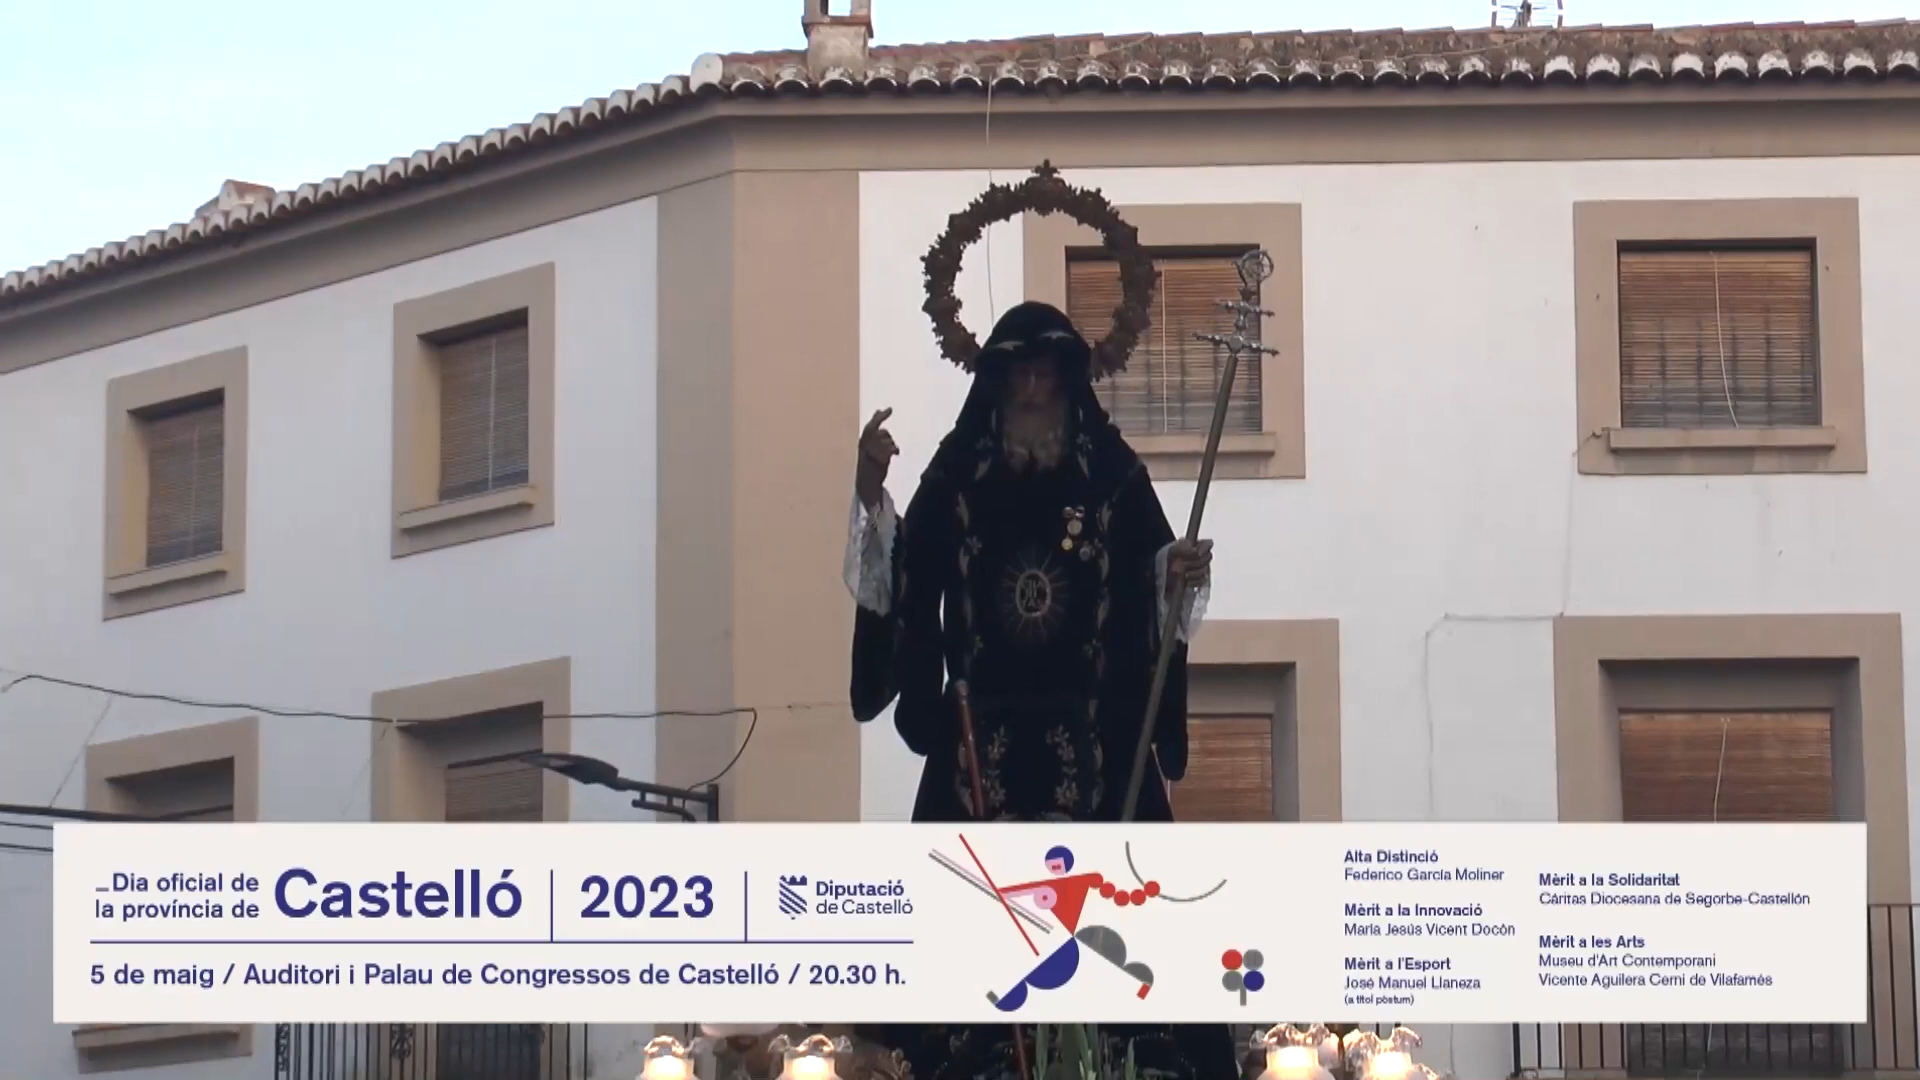 _Dia oficial de
la província de
Castelló
2023
Diputació
de Castelló
5 de maig / Auditori i Palau de Congressos de Castelló / 20.30 h.
Alta Distinció
Federico García Moliner
Mèrit a la Innovació
María Jesús Vicent Docón
Mèrit a l'Esport
José Manuel Llaneza
(a títol pòstum)
Mèrit a la Solidaritat
Cáritas Diocesana de Segorbe-Castellón
Mèrit a les Arts
Museu d'Art Contemporani
Vicente Aguilera Cerni de Vilafamés